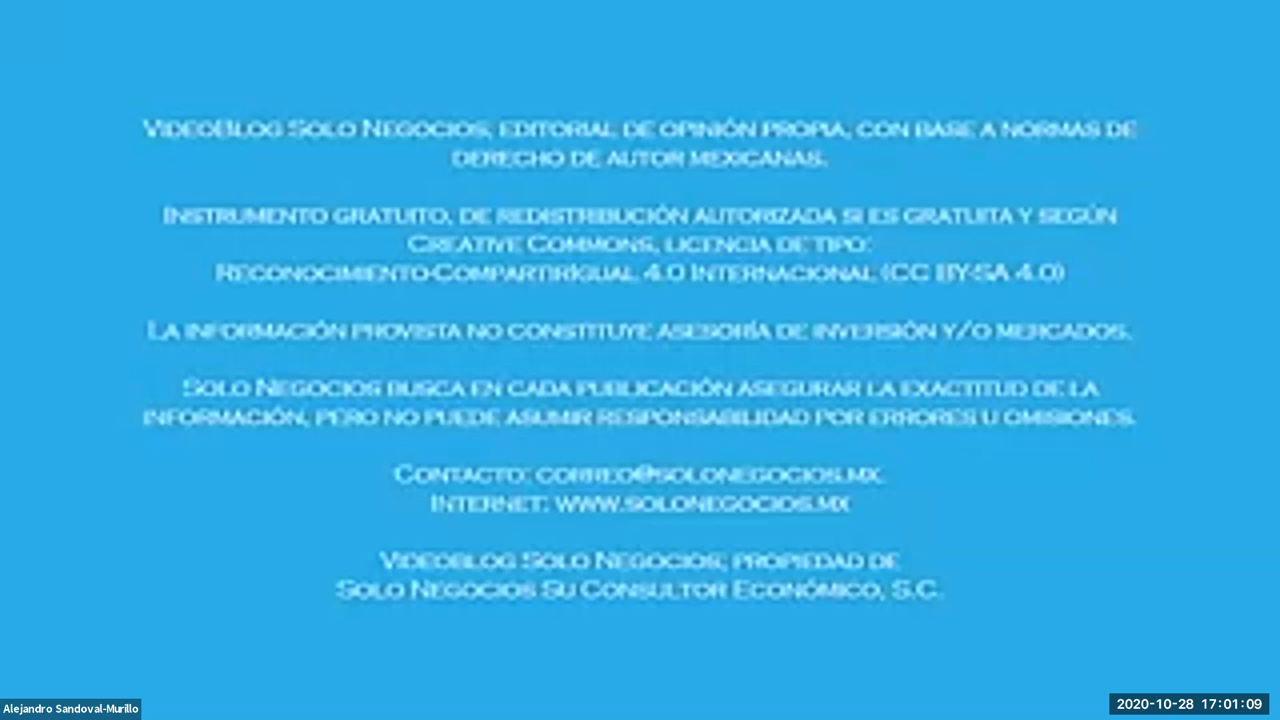 VIDEOBLOG SOLO NEGOCIOS, EDITORIAL DE OPINIÓN PROPIA, CON BASE A NORMAS DE
DERECHO DE AUTOR MEXICANAS.
INSTRUMENTO GRATUITO, DE REDISTRIBUCIÓN AUTORIZADA SI ES GRATUITA Y SEGÚN
CREATIVE COMMONS, LICENCIA DE TIPO:
RECONOCIMIENTO-COMPARTIRIGUAL 4.0 INTERNACIONAL (CC BY-SA 4.0)
LA INFORMACIÓN PROVISTA NO CONSTITUYE ASESORÍA DE INVERSIÓN Y/O MERCADOS.
SOLO NEGOCIOS BUSCA EN CADA PUBLICACIÓN ASEGURAR LA EXACTITUD DE LA
INFORMACIÓN, PERO NO PUEDE ASUMIR RESPONSABILIDAD POR ERRORES U OMISIONES.
CONTACTO: CORREO@SOLONEGOCIOS.MX.
INTERNET: WWW.SOLONEGOCIOS.MX
VIDEOBLOG SOLO NEGOCIOS; PROPIEDAD DE
SOLO NEGOCIOS SU CONSULTOR ECONÓMICO, S.C.
Alejandro Sandoval-Murillo
2020-10-28 17:01:09